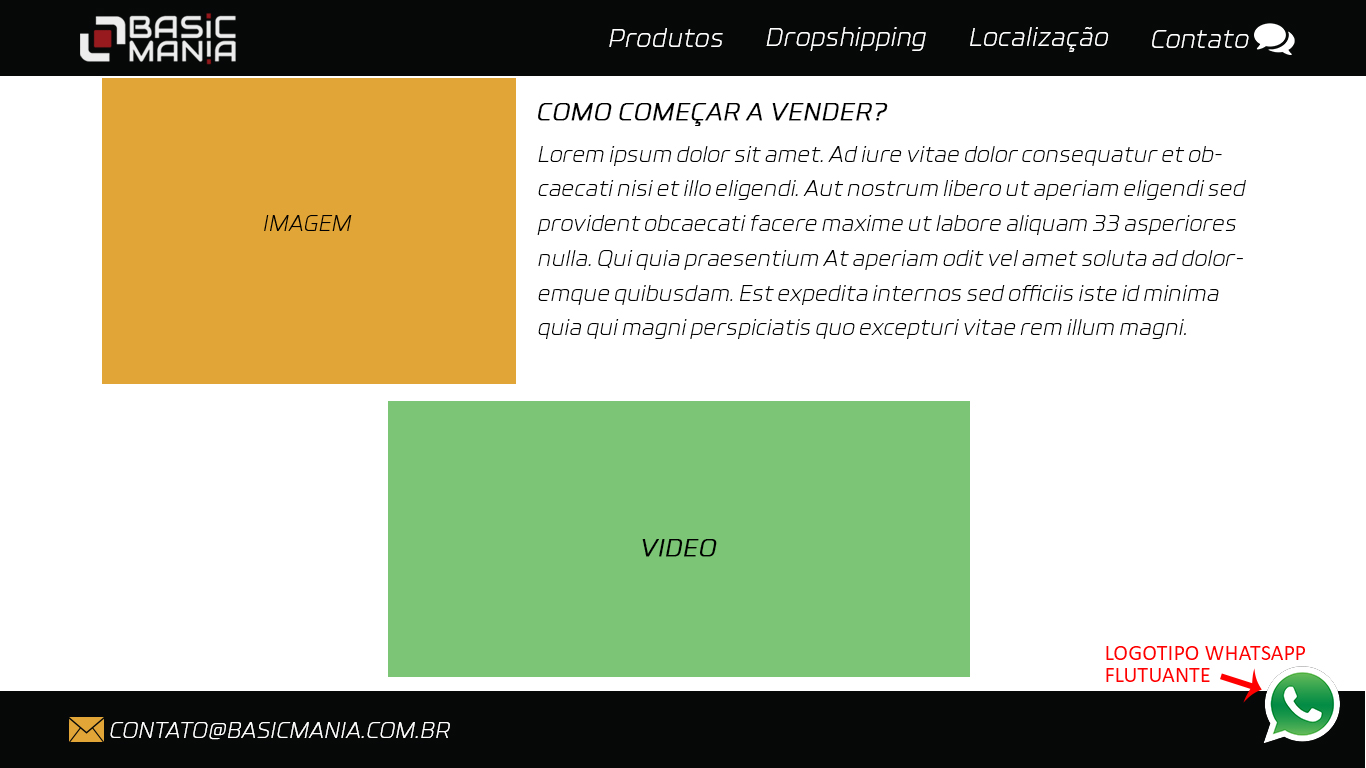 BASIC
MANIA
Produtos
Dropshipping
Localização
Contato
IMAGEM
COMO COMEÇAR A VENDER?
Lorem ipsum dolor sit amet. Ad iure vitae dolor consequatur et ob-
caecati nisi et illo eligendi. Aut nostrum libero ut aperiam eligendi sed
provident obcaecati facere maxime ut labore aliquam 33 asperiores
nulla. Qui quia praesentium At aperiam odit vel amet soluta ad dolor-
emque quibusdam. Est expedita internos sed officiis iste id minima
quia qui magni perspiciatis quo excepturi vitae rem illum magni.
VIDEO
LOGOTIPO WHATSAPP
FLUTUANTE
CONTATO@BASICMANIA.COM.BR